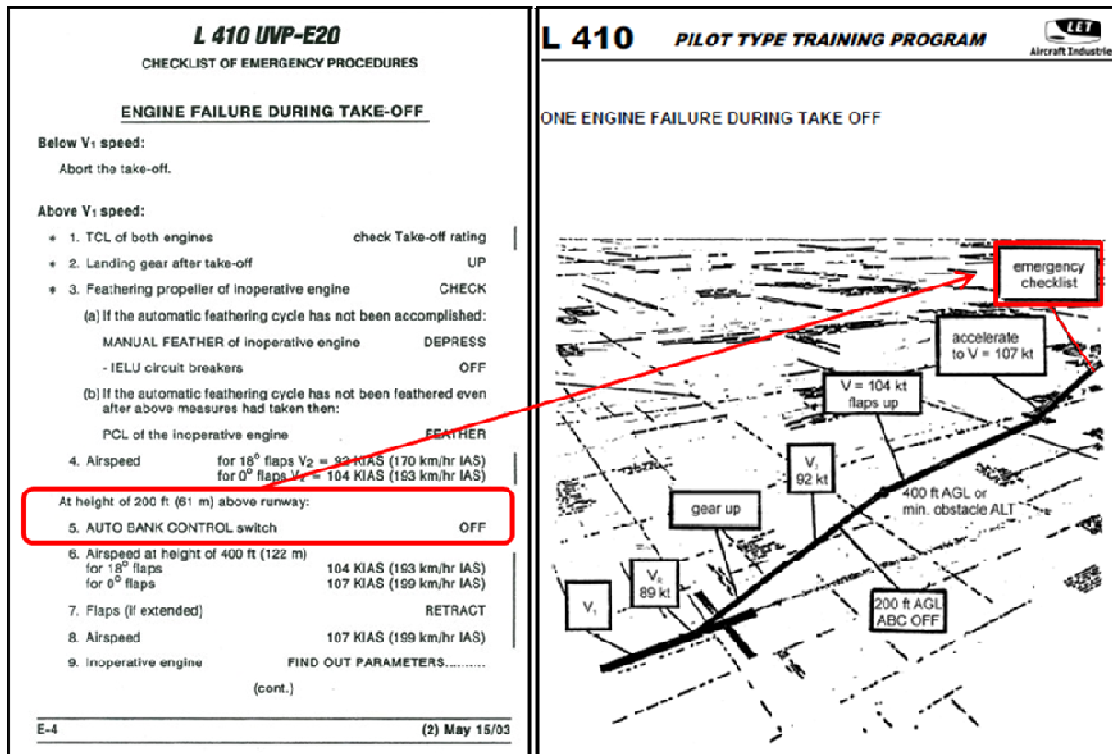 L 410 UVP-E20
CHECKLIST OF EMERGENCY PROCEDURES
ENGINE FAILURE DURING TAKE-OFF
Below V₁ speed:
Abort the take-off.
Above V₁ speed:
* 1. TCL of both engines check Take-off rating
* 2. Landing gear after take-off UP
* 3. Feathering propeller of inoperative engine CHECK
(a) If the automatic feathering cycle has not been accomplished:
MANUAL FEATHER of inoperative engine DEPRESS
- IELU circuit breakers OFF
(b) If the automatic feathering cycle has not been feathered even
after above measures had taken then:
PCL of the inoperative engine FEATHER
4. Airspeed for 18° flaps V₂ = 92 KIAS (170 km/hr IAS)
for 0° flaps V₂ = 104 KIAS (193 km/hr IAS)
At height of 200 ft (61 m) above runway:
5. AUTO BANK CONTROL switch OFF
6. Airspeed at height of 400 ft (122 m)
for 18° flaps 104 KIAS (193 km/hr IAS)
for 0° flaps 107 KIAS (199 km/hr IAS)
7. Flaps (if extended) RETRACT
8. Airspeed 107 KIAS (199 km/hr IAS)
9. Inoperative engine FIND OUT PARAMETERS.........
(cont.)
E-4 (2) May 15/03
L 410 PILOT TYPE TRAINING PROGRAM
LET
Aircraft Industrie
ONE ENGINE FAILURE DURING TAKE OFF
emergency
checklist
accelerate
to V = 107 kt
V = 104 kt
flaps up
V₂
92 kt
400 ft AGL or
min. obstacle ALT
gear up
V₁
89 kt
200 ft AGL
ABC OFF